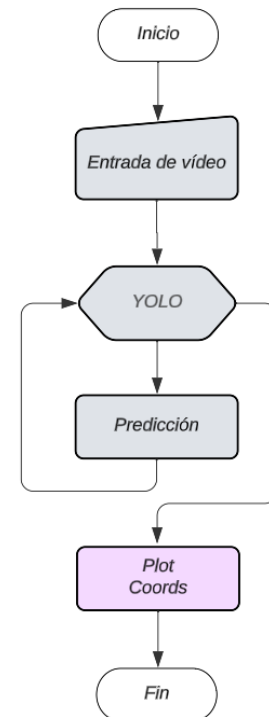 Inicio
Entrada de vídeo
YOLO
Predicción
Plot
Coords
Fin